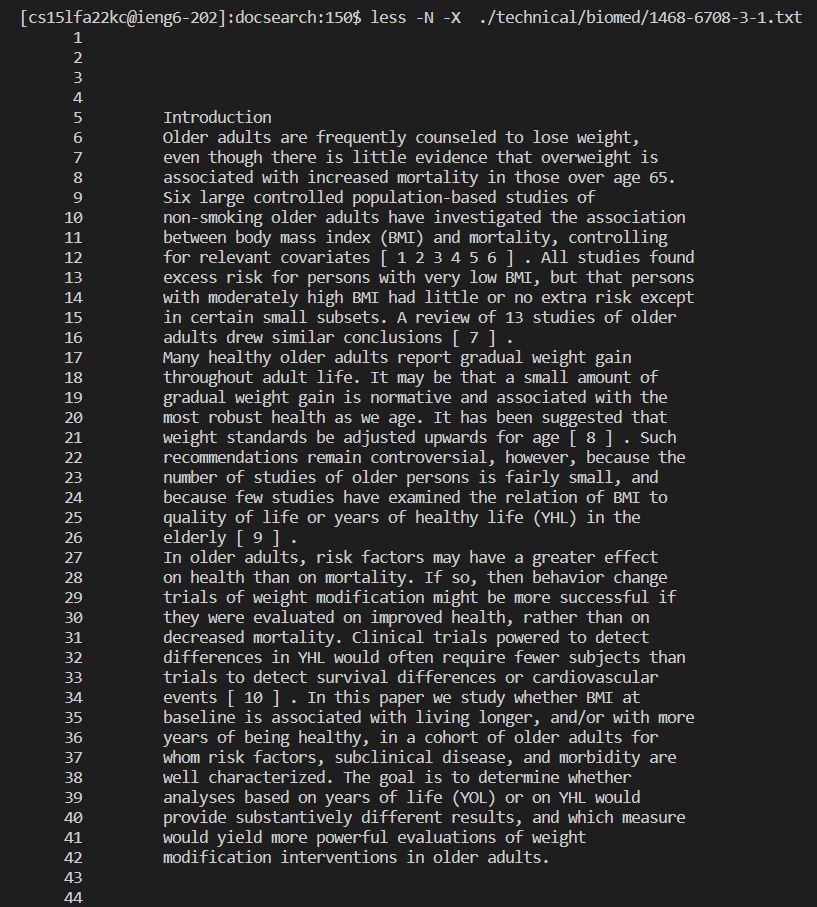 [cs15lfa22kc@ieng6-202]:docsearch:150$ less -N -X  ./technical/biomed/1468-6708-3-1.txt
1
2
3
4
5 Introduction
6 Older adults are frequently counseled to lose weight,
7 even though there is little evidence that overweight is
8 associated with increased mortality in those over age 65.
9 Six large controlled population-based studies of
10 non-smoking older adults have investigated the association
11 between body mass index (BMI) and mortality, controlling
12 for relevant covariates [ 1 2 3 4 5 6 ] . All studies found
13 excess risk for persons with very low BMI, but that persons
14 with moderately high BMI had little or no extra risk except
15 in certain small subsets. A review of 13 studies of older
16 adults drew similar conclusions [ 7 ] .
17 Many healthy older adults report gradual weight gain
18 throughout adult life. It may be that a small amount of
19 gradual weight gain is normative and associated with the
20 most robust health as we age. It has been suggested that
21 weight standards be adjusted upwards for age [ 8 ] . Such
22 recommendations remain controversial, however, because the
23 number of studies of older persons is fairly small, and
24 because few studies have examined the relation of BMI to
25 quality of life or years of healthy life (YHL) in the
26 elderly [ 9 ] .
27 In older adults, risk factors may have a greater effect
28 on health than on mortality. If so, then behavior change
29 trials of weight modification might be more successful if
30 they were evaluated on improved health, rather than on
31 decreased mortality. Clinical trials powered to detect
32 differences in YHL would often require fewer subjects than
33 trials to detect survival differences or cardiovascular
34 events [ 10 ] . In this paper we study whether BMI at
35 baseline is associated with living longer, and/or with more
36 years of being healthy, in a cohort of older adults for
37 whom risk factors, subclinical disease, and morbidity are
38 well characterized. The goal is to determine whether
39 analyses based on years of life (YOL) or on YHL would
40 provide substantively different results, and which measure
41 would yield more powerful evaluations of weight
42 modification interventions in older adults.
43
44